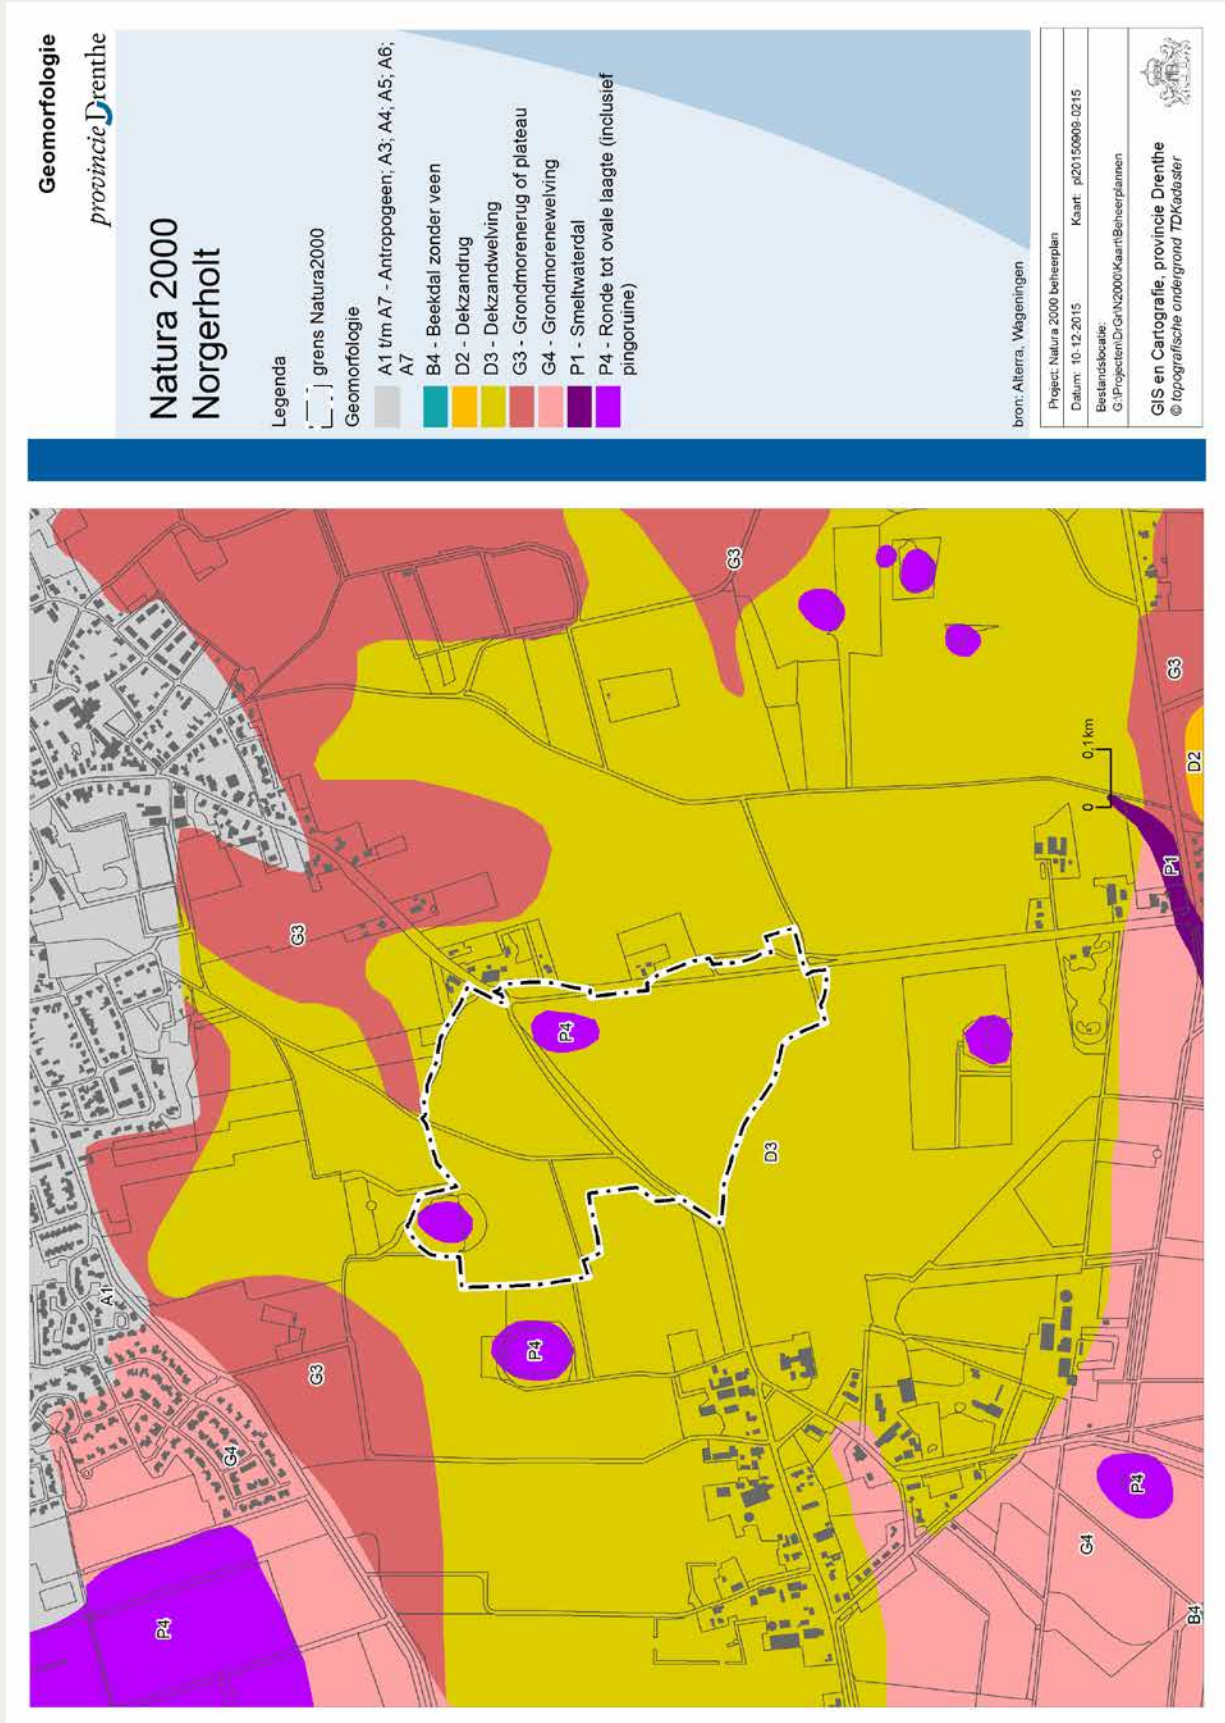 Geomorfologie
provincie Drenthe
Natura 2000
Norgerholt
Legenda
grens Natura2000
Geomorfologie
A1 t/m A7 - Antropogeen; A3; A4; A5; A6;
A7
B4 - Beekdal zonder veen
D2 - Dekzandrug
D3 - Dekzandwelving
G3 - Grondmorenerug of plateau
G4 - Grondmorenewelving
P1 - Smeltwaterdal
P4 - Ronde tot ovale laagte (inclusief
pingoruine)
bron: Alterra, Wageningen
Project: Natura 2000 beheerplan
Datum: 10-12-2015 Kaart: pl20150909-0215
Bestandslocatie:
G:\Projecten\DrGr\N2000\Kaart\Beheerplannen
GIS en Cartografie, provincie Drenthe
© topografische ondergrond TDKadaster
P4
G4
A1
G3
G3
P4
P4
D3
G3
G4
P4
B4
P1
D2
G3
0 0,1 km